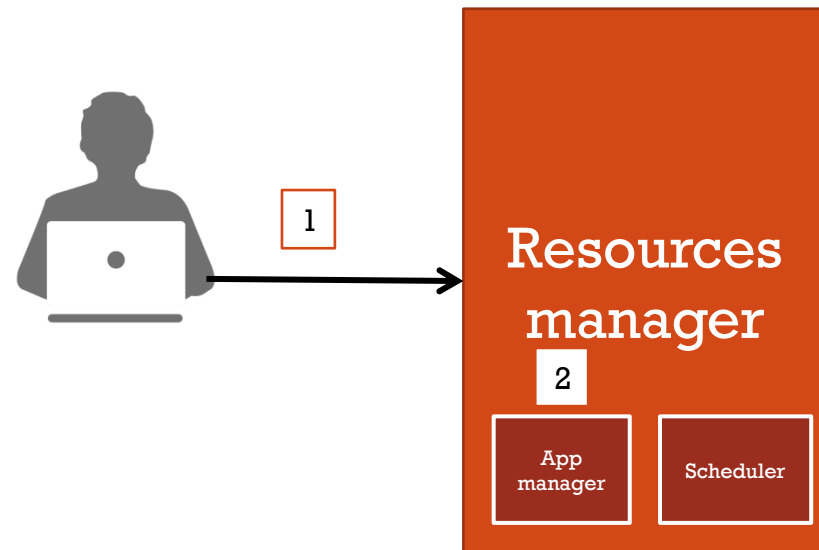 1
Resources
manager
2
App
manager
Scheduler